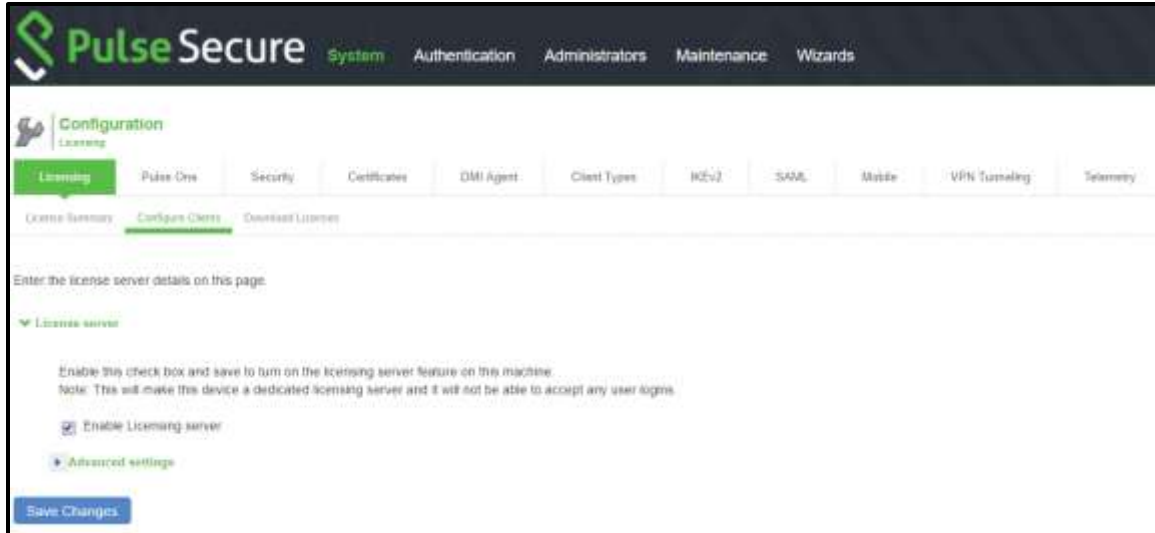 Pulse Secure
System Authentication Administrators Maintenance Wizards
Configuration
Licensing
Licensing Pulse One Security Certificates DMI Agent Client Types IKEv2 SAML Mobile VPN Tunneling Telemetry
License Summary Configure Clients Download Licenses
Enter the license server details on this page.
License server
Enable this check box and save to turn on the licensing server feature on this machine.
Note: This will make this device a dedicated licensing server and it will not be able to accept any user logins.
Enable Licensing server
Advanced settings
Save Changes